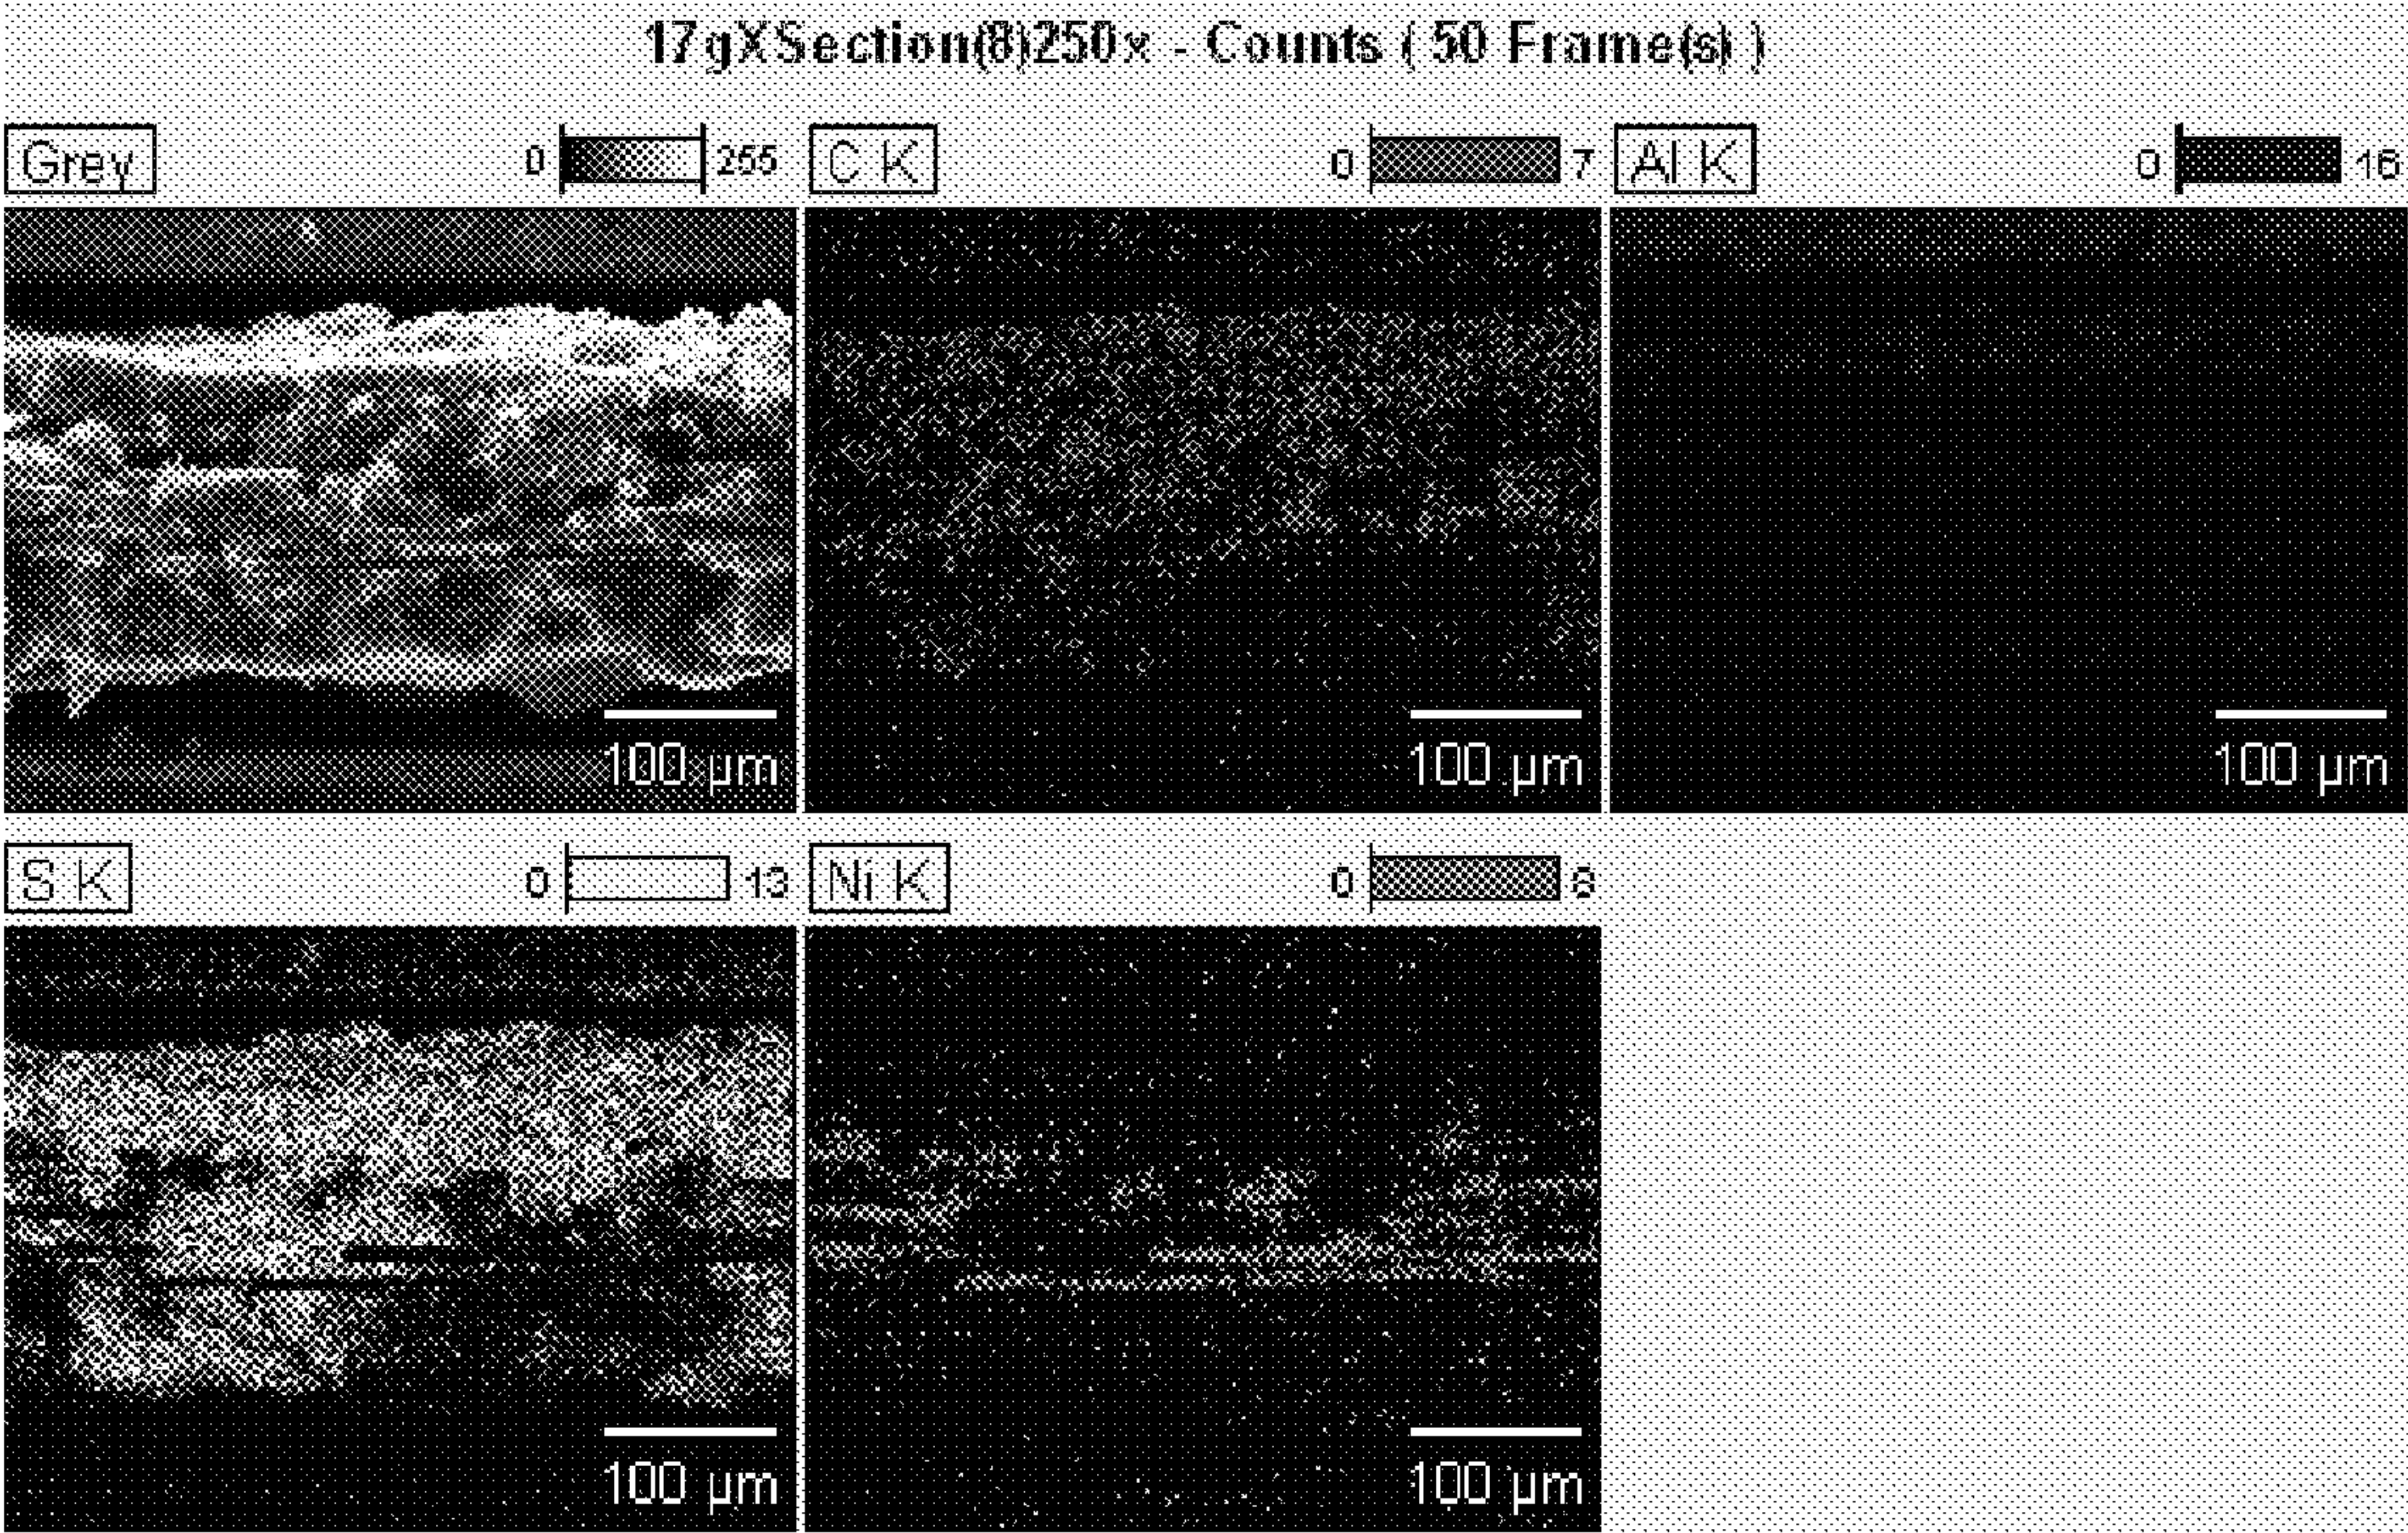 17gXSection(8)250x - Counts ( 50 Frame(s) )
Grey 0 255
C K 0 7
Al K 0 16
100 µm
100 µm
100 µm
S K 0 13
Ni K 0 8
100 µm
100 µm